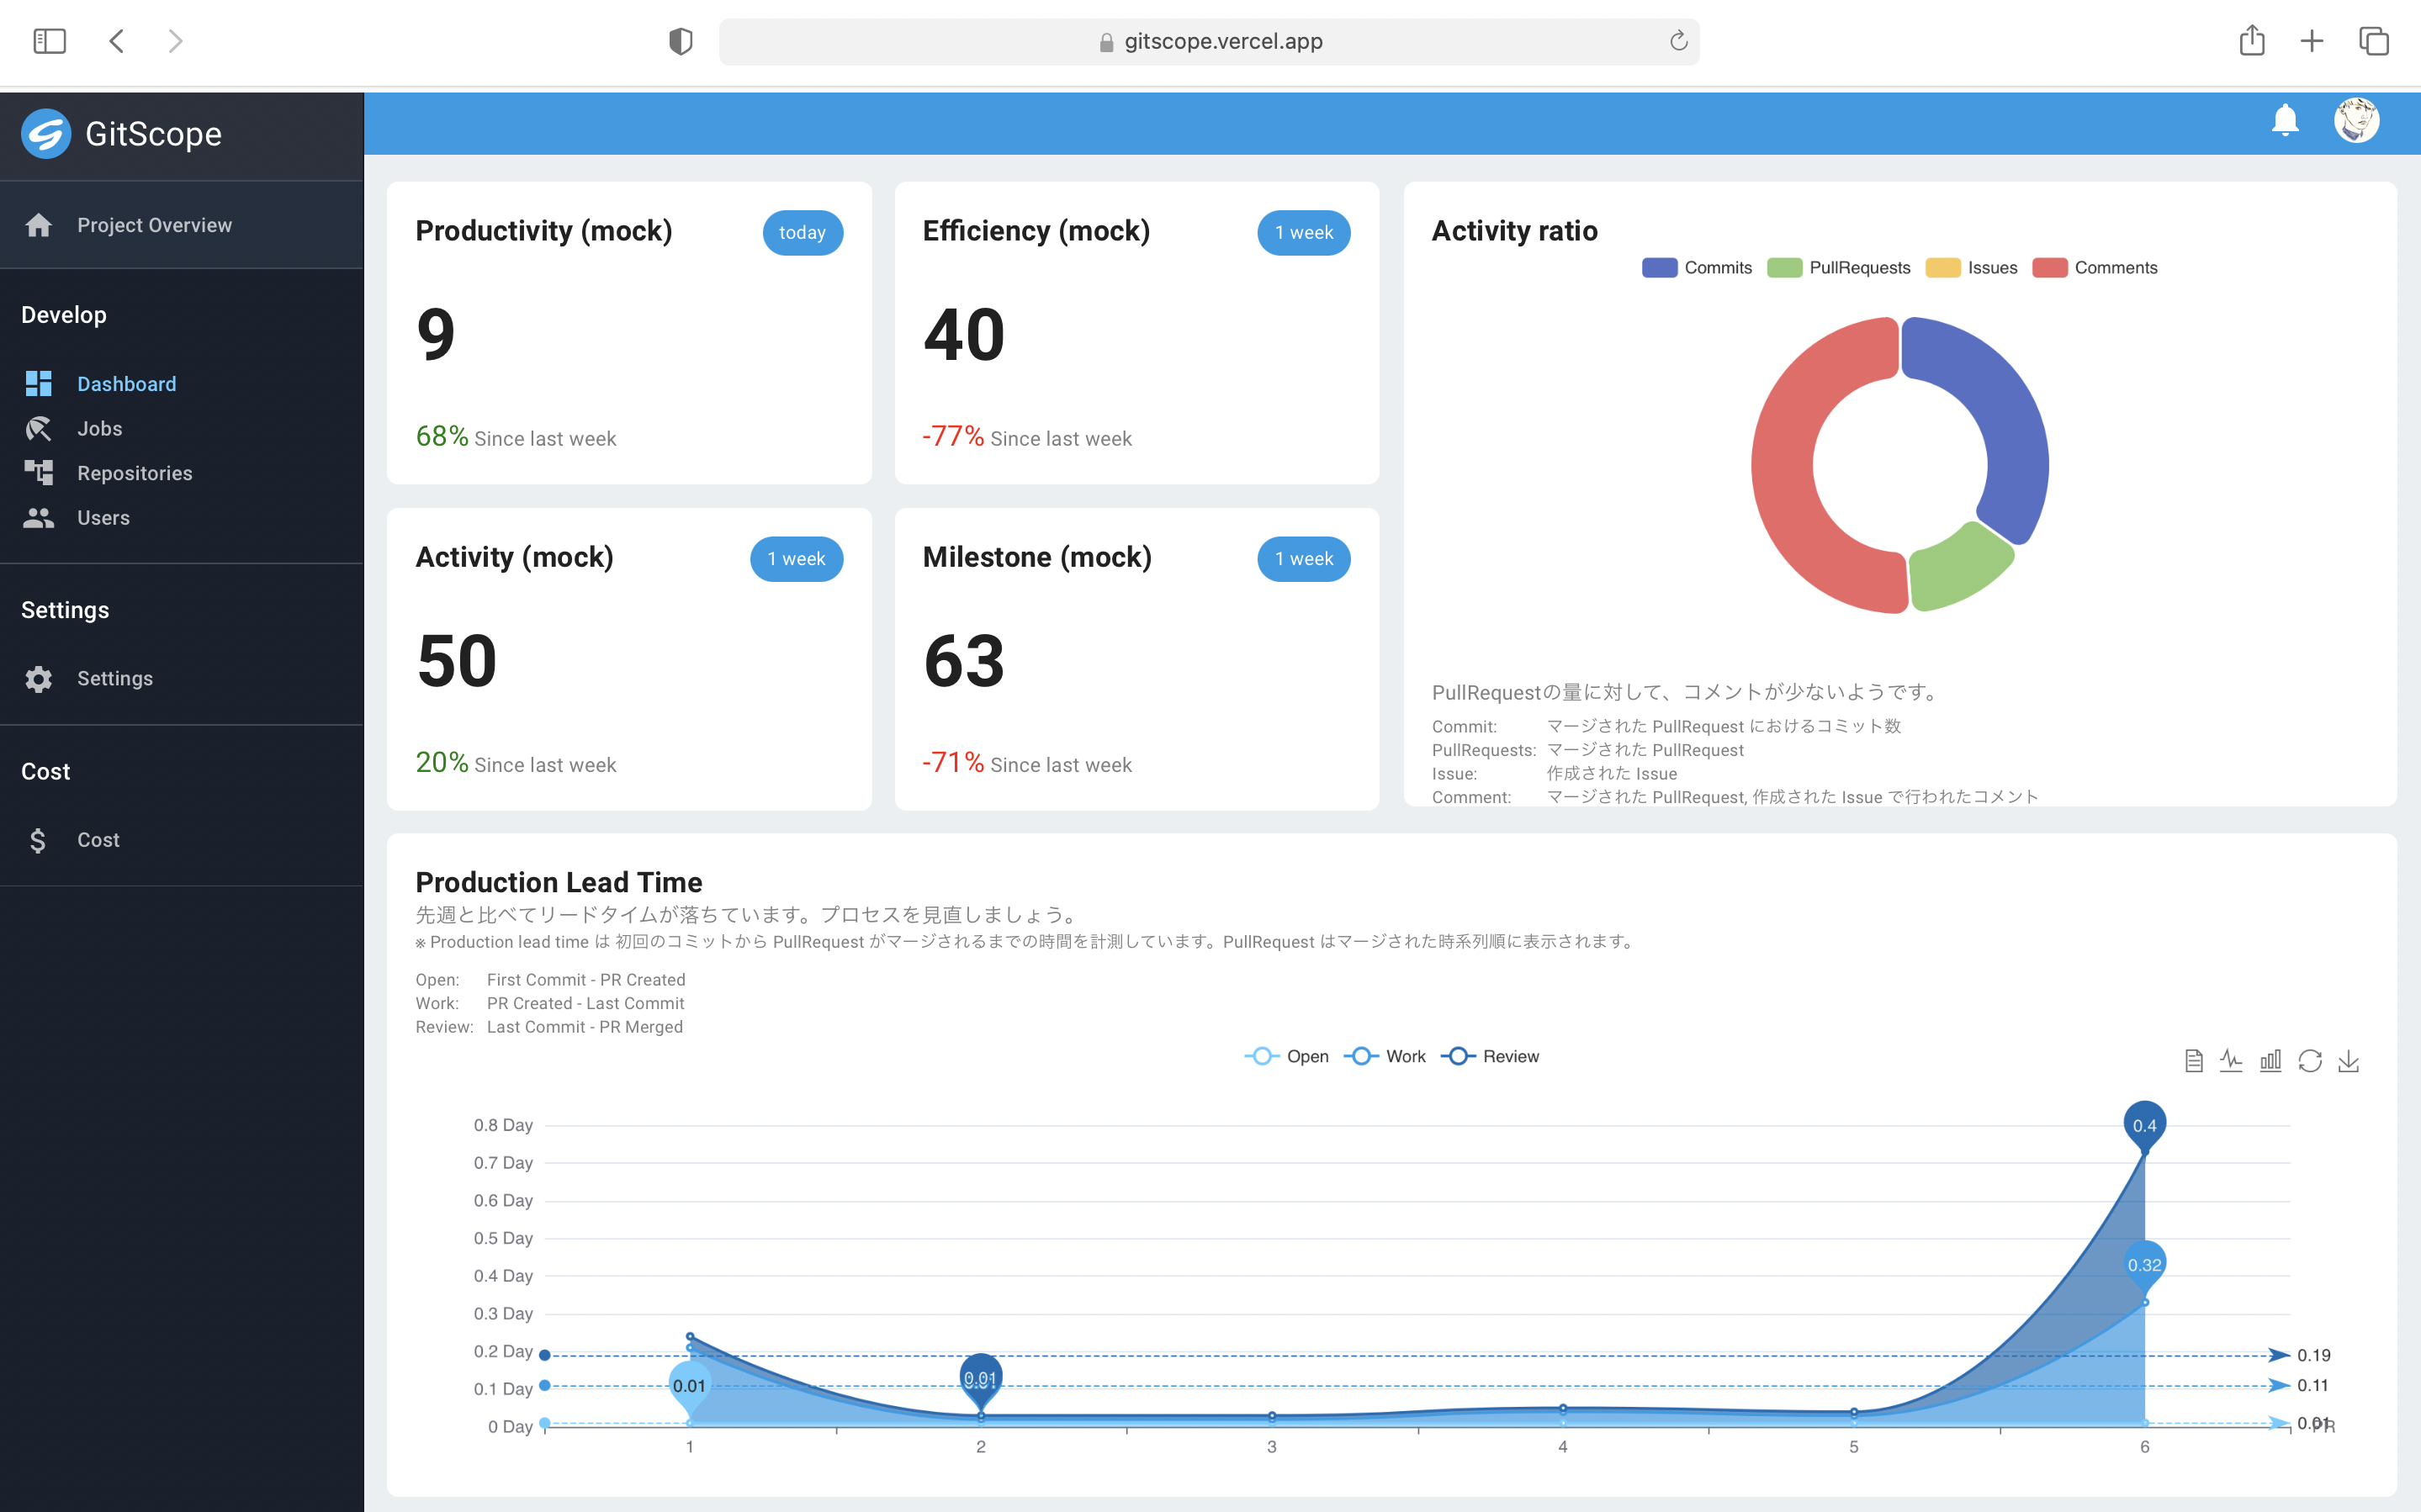 gitscope.vercel.app
GitScope
Project Overview
Develop
Dashboard
Jobs
Repositories
Users
Settings
Settings
Cost
Cost
Productivity (mock)
today
9
68% Since last week
Efficiency (mock)
1 week
40
-77% Since last week
Activity (mock)
1 week
50
20% Since last week
Milestone (mock)
1 week
63
-71% Since last week
Activity ratio
Commits PullRequests Issues Comments
PullRequestの量に対して、コメントが少ないようです。
Commit: マージされた PullRequest におけるコミット数
PullRequests: マージされた PullRequest
Issue: 作成された Issue
Comment: マージされた PullRequest, 作成された Issue で行われたコメント
Production Lead Time
先週と比べてリードタイムが落ちています。プロセスを見直しましょう。
※ Production lead time は 初回のコミットから PullRequest がマージされるまでの時間を計測しています。PullRequest はマージされた時系列順に表示されます。
Open: First Commit - PR Created
Work: PR Created - Last Commit
Review: Last Commit - PR Merged
Open Work Review
0.8 Day
0.4
0.7 Day
0.6 Day
0.5 Day
0.32
0.4 Day
0.3 Day
0.2 Day
0.19
0.01
0.01
0.1 Day
0.11
0 Day
0.01
PR
1 2 3 4 5 6